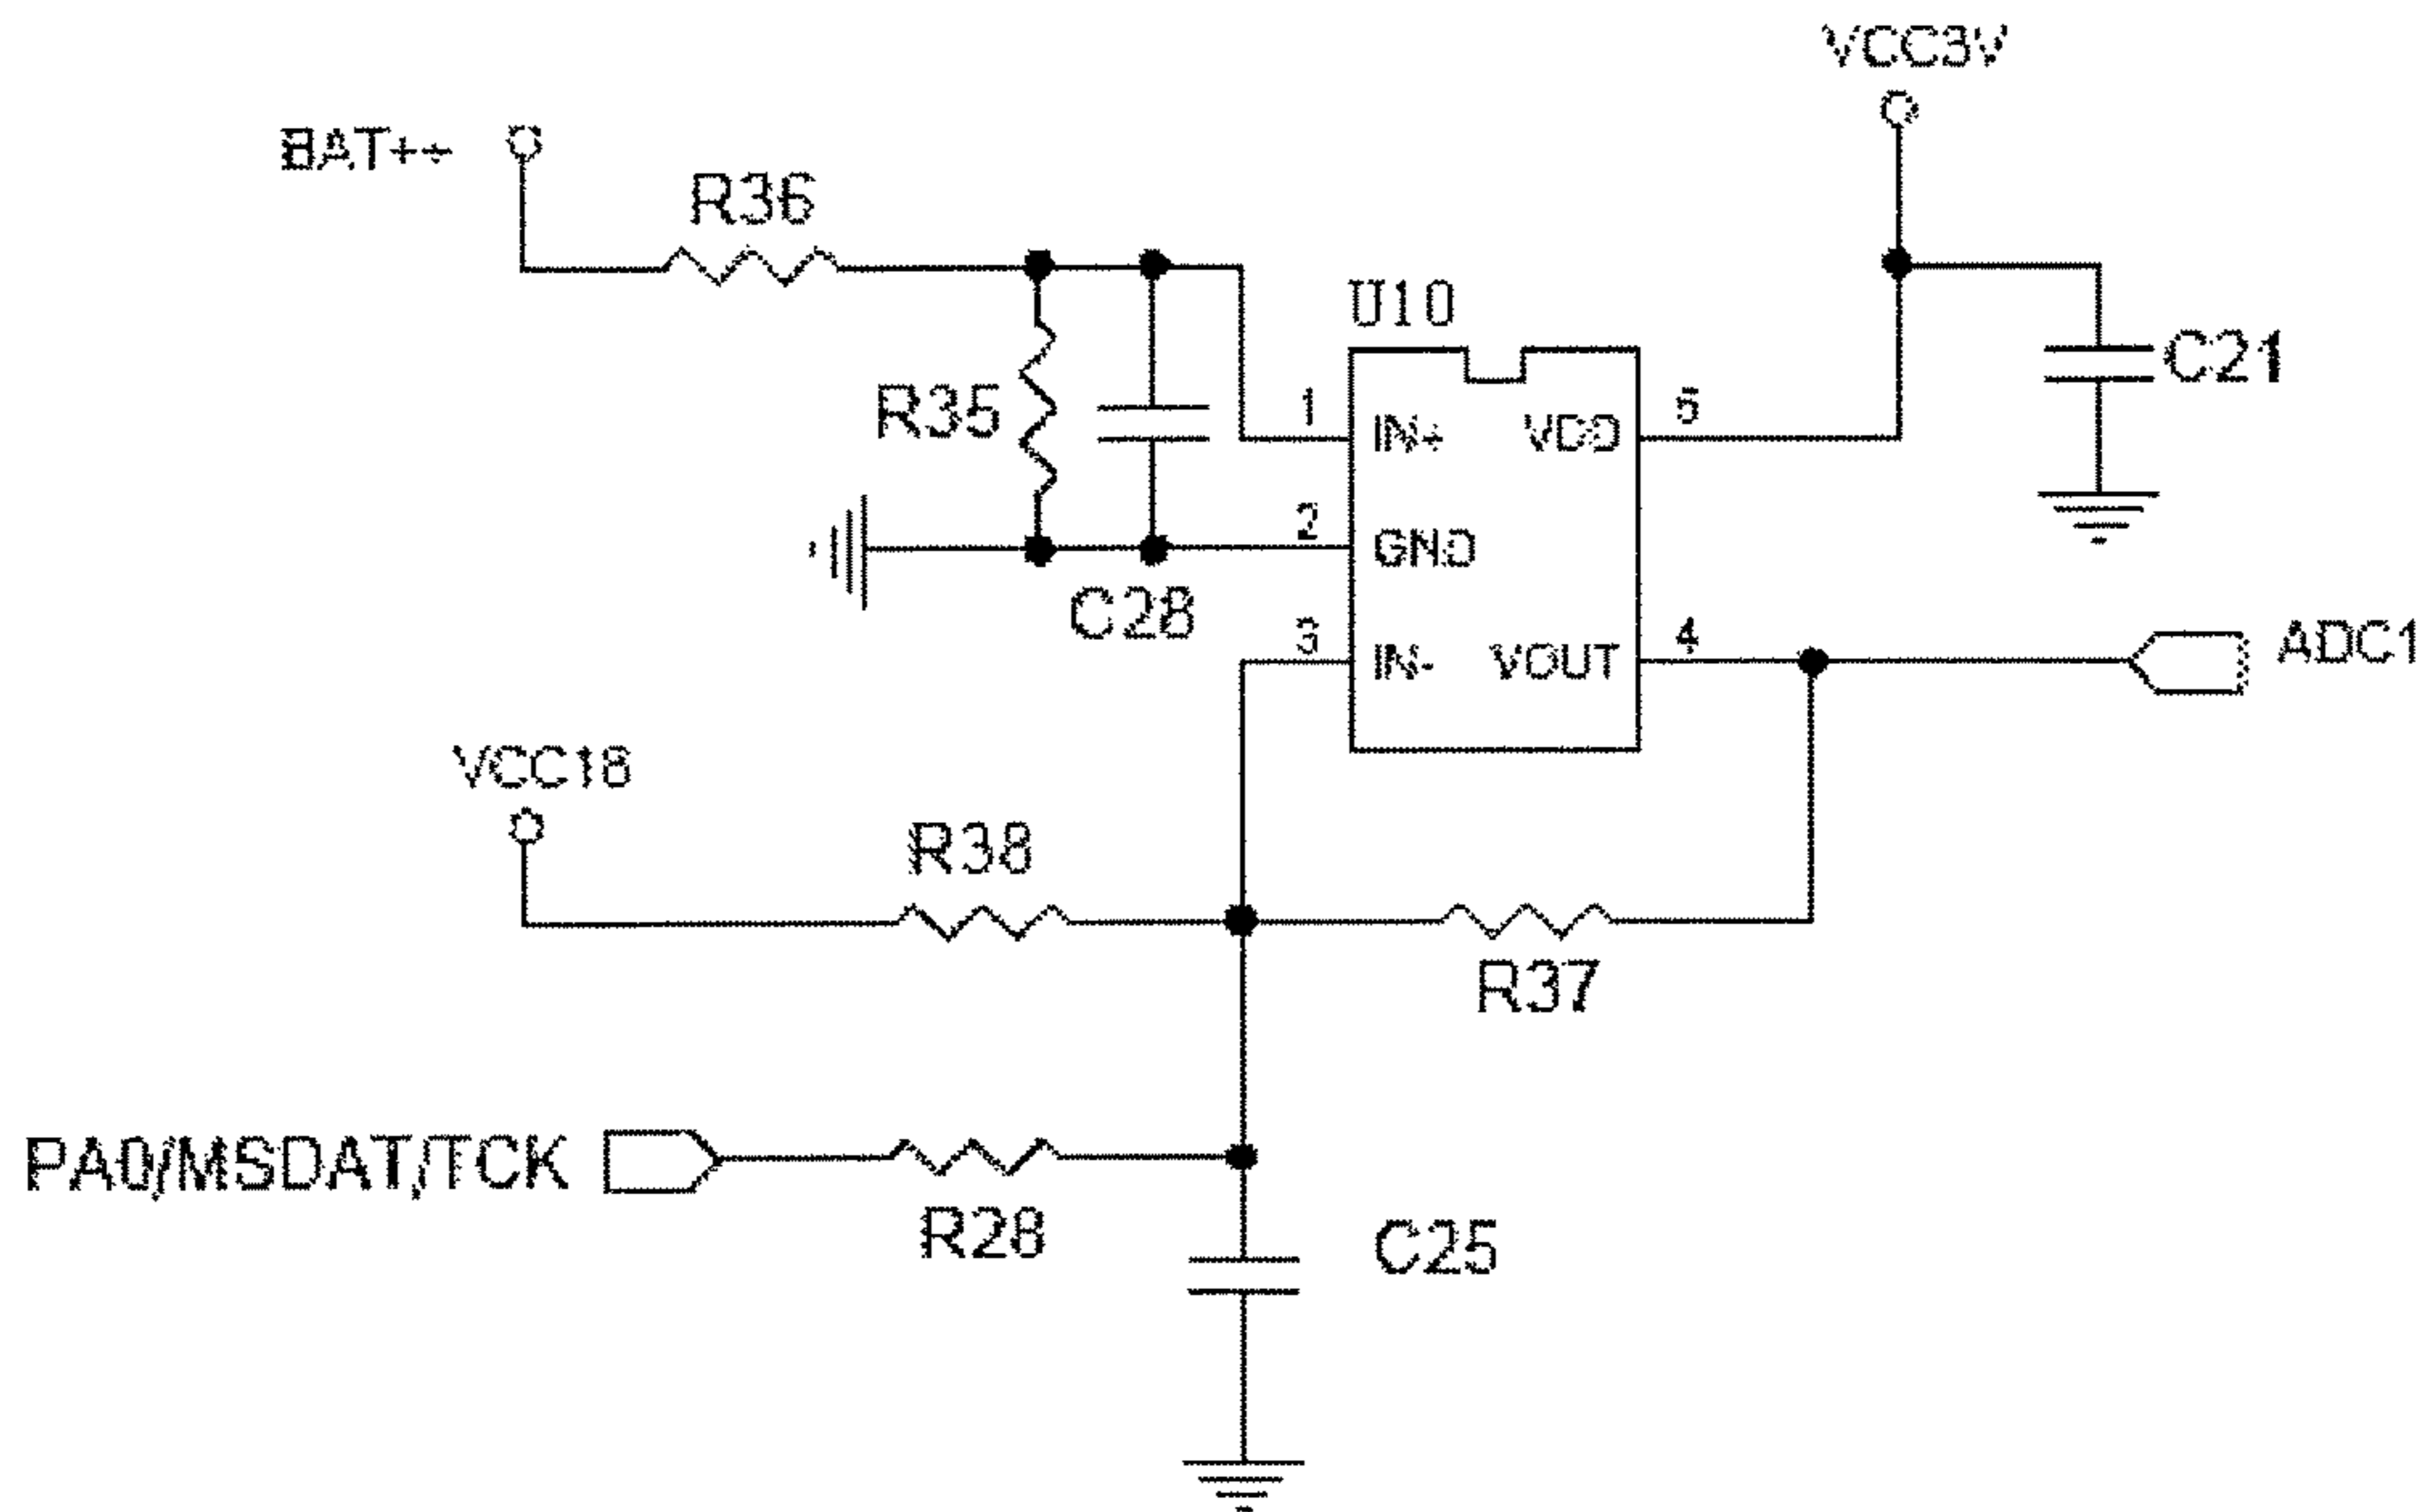 VCC3V
BAT++
R36
U10
C21
R35
1
IN+
VDD
5
2
GND
C28
3
IN-
VOUT
4
ADC1
VCC18
R38
R37
PA0/MSDAT/TCK
R28
C25